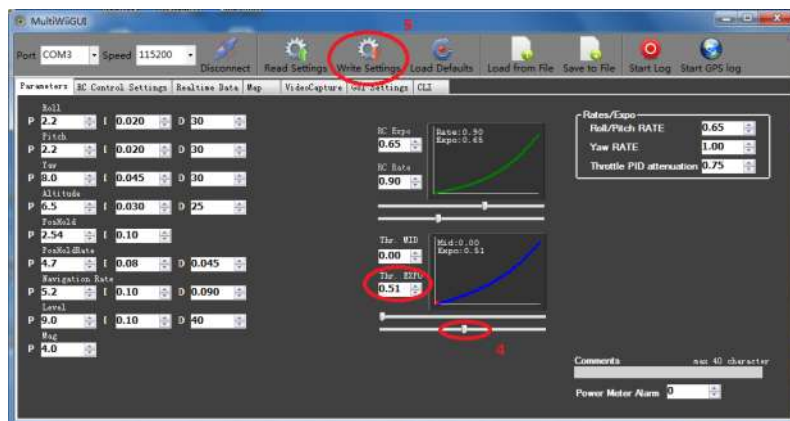 MultiWiiGUI
5
Port COM3 Speed 115200 Disconnect Read Settings Write Settings Load Defaults Load from File Save to File Start Log Start GPS log
Parameters RC Control Settings Realtime Data Map VideoCapture GUI Settings CLI
Roll
P 2.2 I 0.020 D 30
Pitch
P 2.2 I 0.020 D 30
Yaw
P 8.0 I 0.045 D 30
Altitude
P 6.5 I 0.030 D 25
PosHold
P 2.54 I 0.10
PosHoldRate
P 4.7 I 0.08 D 0.045
Navigation Rate
P 5.2 I 0.10 D 0.090
Level
P 9.0 I 0.10 D 40
Mag
P 4.0
RC Expo
0.65
RC Rate
0.90
Rate:0.90
Expo:0.65
Thr. MID
0.00
Thr. EXPO
0.51
Mid:0.00
Expo:0.51
4
Rates/Expo
Roll/Pitch RATE 0.65
Yaw RATE 1.00
Throttle PID attenuation 0.75
Comments max 40 character
Power Meter Alarm 0